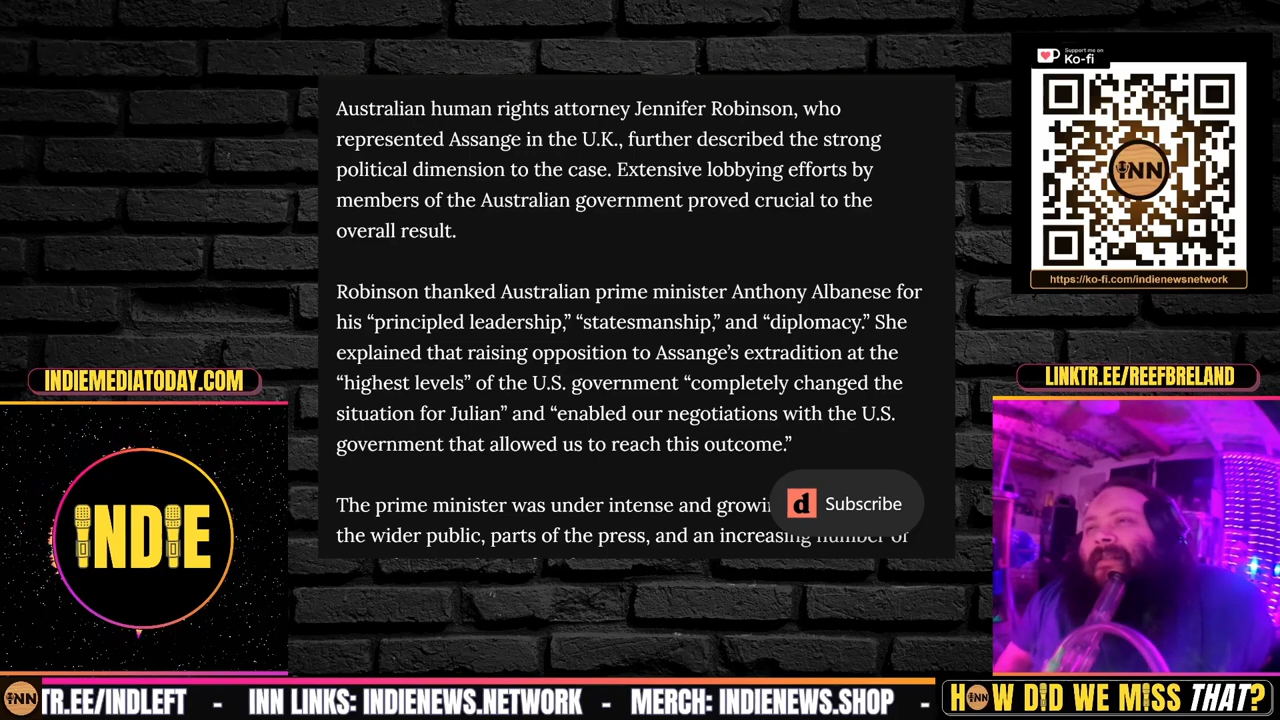 Support me on
Ko-fi
INN
https://ko-fi.com/indienewsnetwork
Australian human rights attorney Jennifer Robinson, who
represented Assange in the U.K., further described the strong
political dimension to the case. Extensive lobbying efforts by
members of the Australian government proved crucial to the
overall result.
Robinson thanked Australian prime minister Anthony Albanese for
his “principled leadership,” “statesmanship,” and “diplomacy.” She
explained that raising opposition to Assange’s extradition at the
“highest levels” of the U.S. government “completely changed the
situation for Julian” and “enabled our negotiations with the U.S.
government that allowed us to reach this outcome.”
The prime minister was under intense and growi
the wider public, parts of the press, and an increasing number of
d Subscribe
INDIEMEDIATODAY.COM
LINKTR.EE/REEFBRELAND
INDIE
INN TR.EE/INDLEFT - INN LINKS: INDIENEWS.NETWORK - MERCH: INDIENEWS.SHOP -
HOW DID WE MISS THAT?